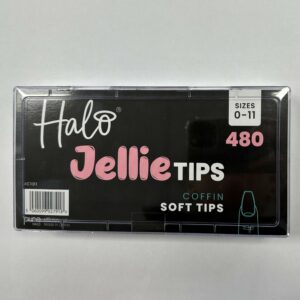 Halo®
SIZES
0-11
480
Jellie TIPS
COFFIN
SOFT TIPS